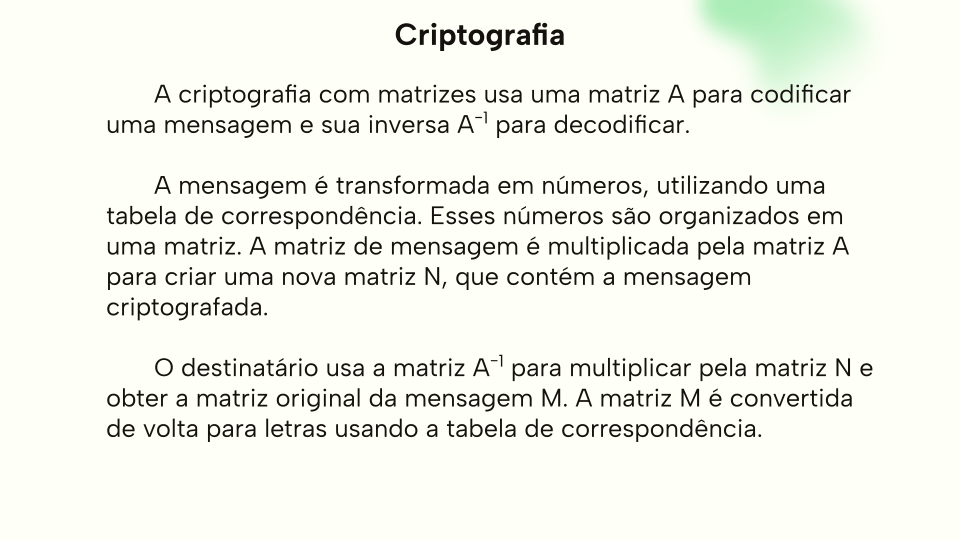 Criptografia
A criptografia com matrizes usa uma matriz A para codificar
uma mensagem e sua inversa A⁻¹ para decodificar.
A mensagem é transformada em números, utilizando uma
tabela de correspondência. Esses números são organizados em
uma matriz. A matriz de mensagem é multiplicada pela matriz A
para criar uma nova matriz N, que contém a mensagem
criptografada.
O destinatário usa a matriz A⁻¹ para multiplicar pela matriz N e
obter a matriz original da mensagem M. A matriz M é convertida
de volta para letras usando a tabela de correspondência.